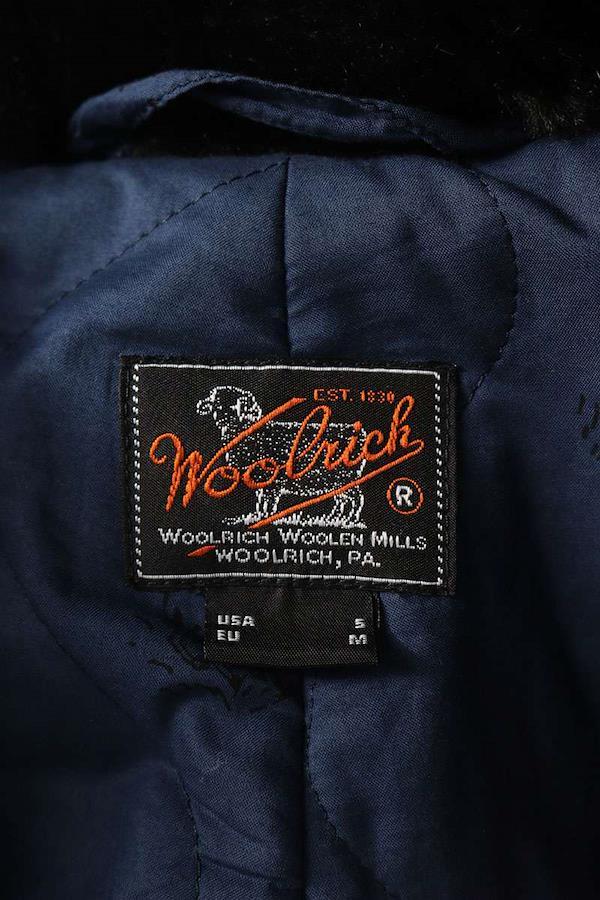 EST. 1830
Woolrich
®
WOOLRICH WOOLEN MILLS
WOOLRICH, PA.
USA S
EU M